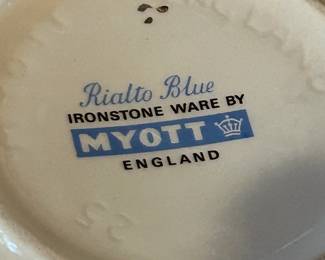 Rialto Blue
IRONSTONE WARE BY
MYOTT
ENGLAND